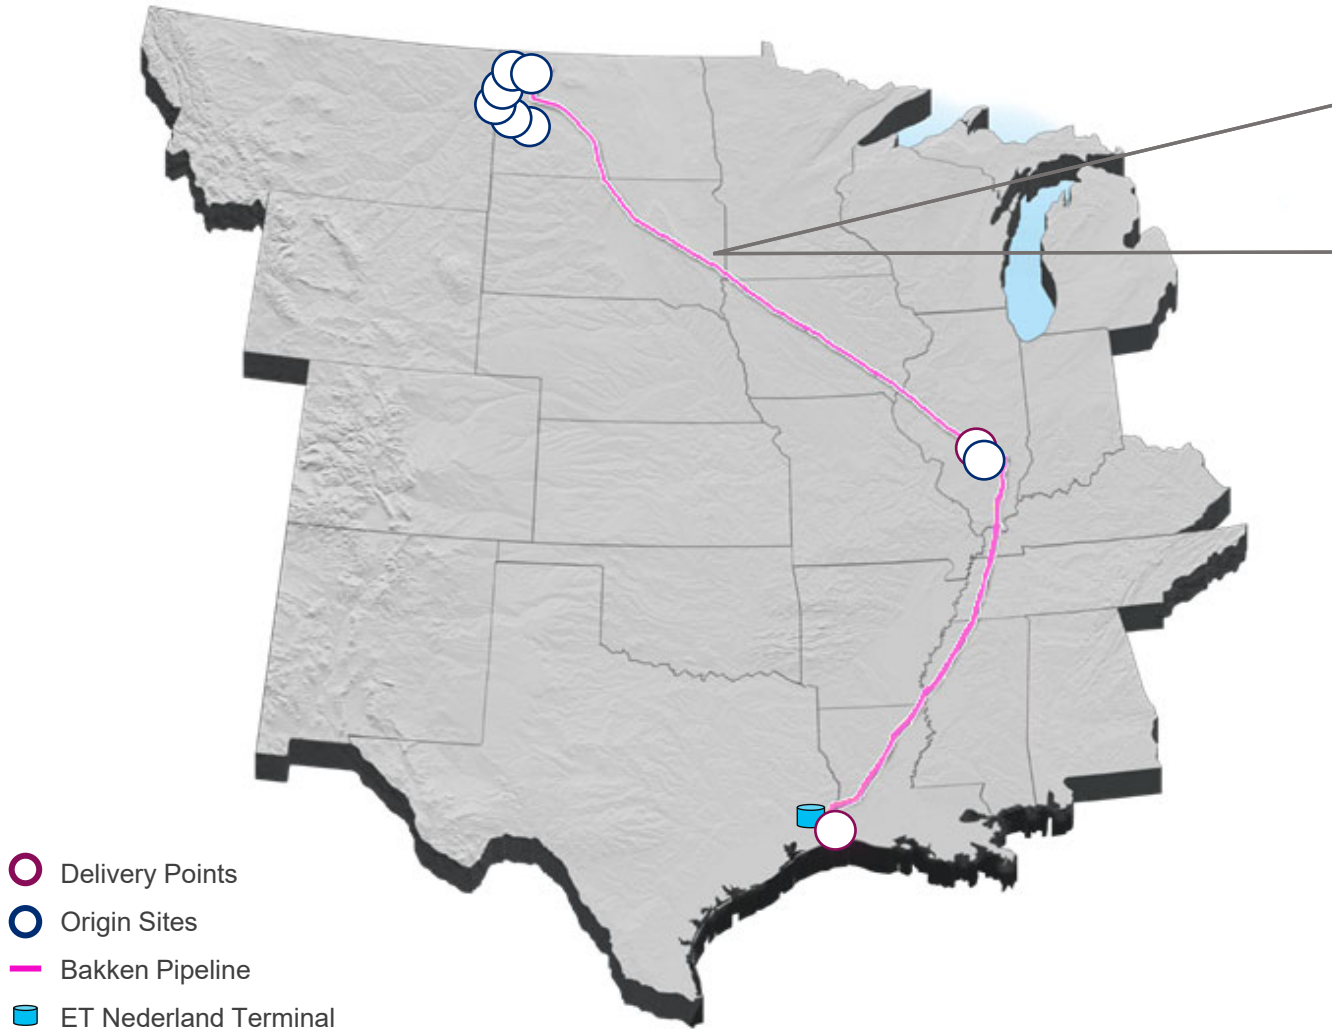 Delivery Points
Origin Sites
Bakken Pipeline
ET Nederland Terminal